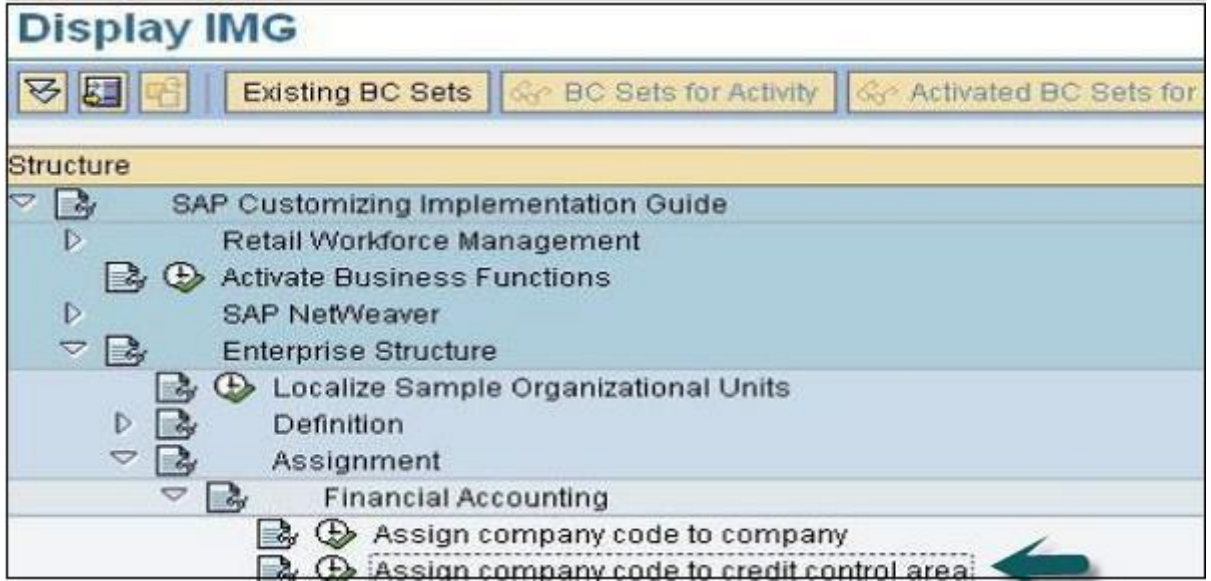 Display IMG
Existing BC Sets BC Sets for Activity Activated BC Sets for
Structure
SAP Customizing Implementation Guide
Retail Workforce Management
Activate Business Functions
SAP NetWeaver
Enterprise Structure
Localize Sample Organizational Units
Definition
Assignment
Financial Accounting
Assign company code to company
Assign company code to credit control area